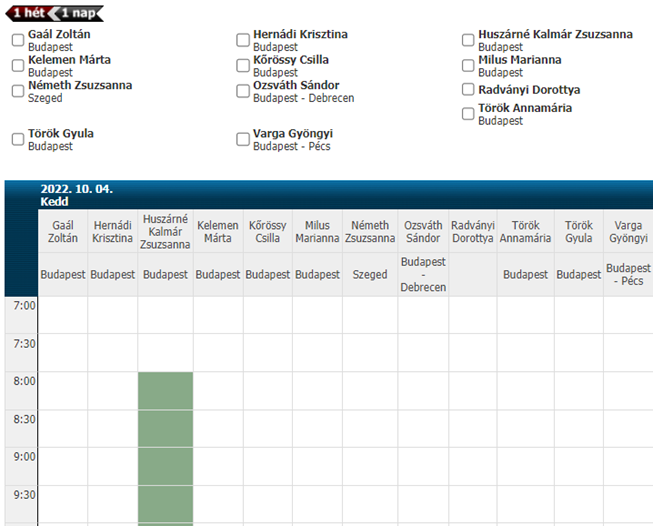 1 hét 1 nap
Gaál Zoltán
Budapest
Hernádi Krisztina
Budapest
Huszárné Kalmár Zsuzsanna
Budapest
Kelemen Márta
Budapest
Kőrössy Csilla
Budapest
Milus Marianna
Budapest
Németh Zsuzsanna
Szeged
Ozsváth Sándor
Budapest - Debrecen
Radványi Dorottya
Török Annamária
Budapest
Török Gyula
Budapest
Varga Gyöngyi
Budapest - Pécs
2022. 10. 04.
Kedd
Gaál
Zoltán
Hernádi
Krisztina
Huszárné
Kalmár
Zsuzsanna
Kelemen
Márta
Kőrössy
Csilla
Milus
Marianna
Németh
Zsuzsanna
Ozsváth
Sándor
Radványi
Dorottya
Török
Annamária
Török
Gyula
Varga
Gyöngyi
Budapest
Budapest
Budapest
Budapest
Budapest
Budapest
Szeged
Budapest
-
Debrecen
Budapest
Budapest
Budapest
- Pécs
7:00
7:30
8:00
8:30
9:00
9:30